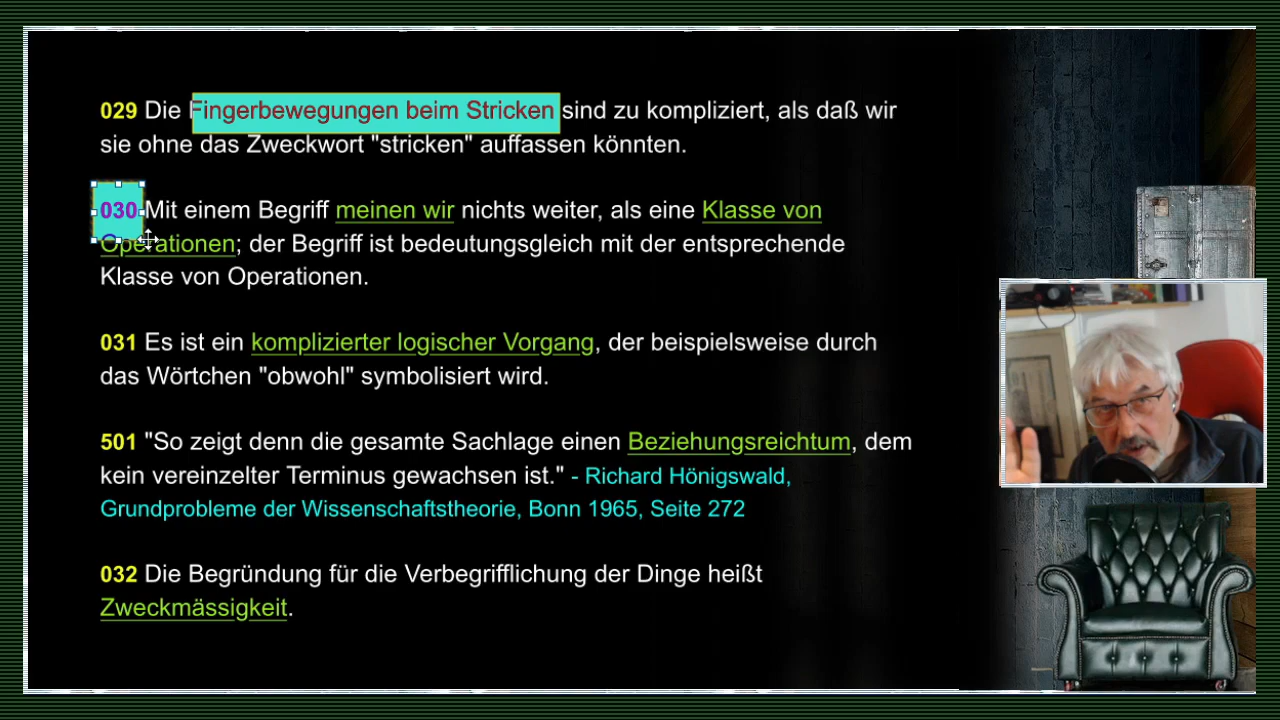 029 Die Fingerbewegungen beim Stricken sind zu kompliziert, als daß wir
sie ohne das Zweckwort "stricken" auffassen könnten.
030 Mit einem Begriff meinen wir nichts weiter, als eine Klasse von
Operationen; der Begriff ist bedeutungsgleich mit der entsprechende
Klasse von Operationen.
031 Es ist ein komplizierter logischer Vorgang, der beispielsweise durch
das Wörtchen "obwohl" symbolisiert wird.
501 "So zeigt denn die gesamte Sachlage einen Beziehungsreichtum, dem
kein vereinzelter Terminus gewachsen ist." - Richard Hönigswald,
Grundprobleme der Wissenschaftstheorie, Bonn 1965, Seite 272
032 Die Begründung für die Verbegrifflichung der Dinge heißt
Zweckmässigkeit.